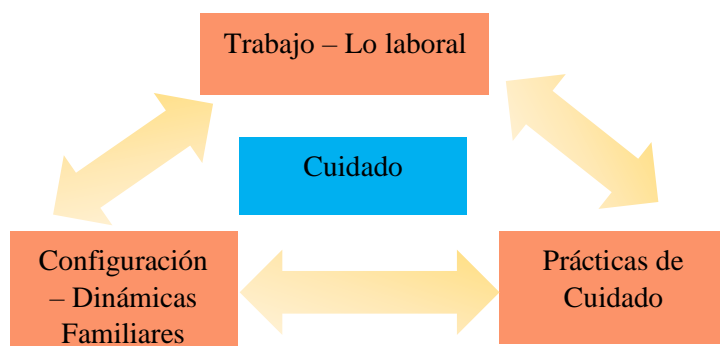 Trabajo – Lo laboral
Cuidado
Configuración
– Dinámicas
Familiares
Prácticas de
Cuidado